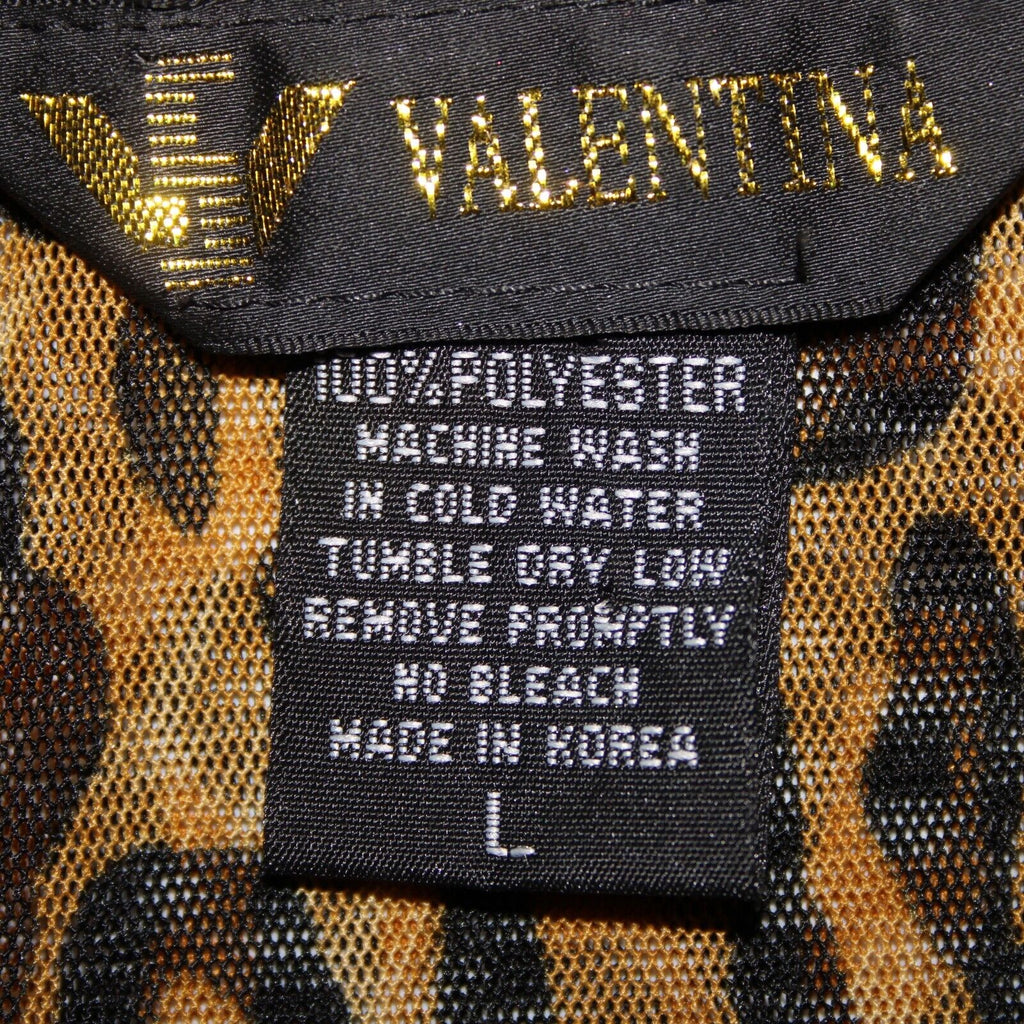 VALENTINA
100% POLYESTER
MACHINE WASH
IN COLD WATER
TUMBLE DRY LOW
REMOVE PROMPTLY
NO BLEACH
MADE IN KOREA
L